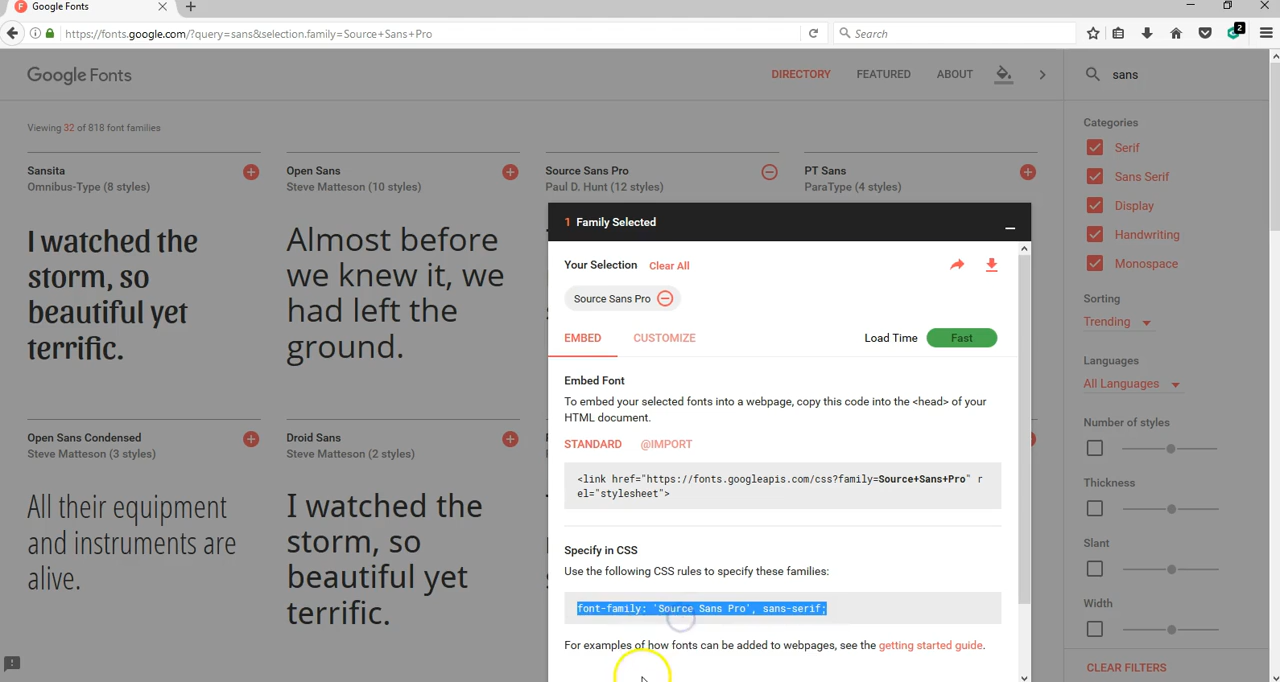 Google Fonts
https://fonts.google.com/?query=sans&selection.family=Source+Sans+Pro
Search
2
Google Fonts
DIRECTORY
FEATURED
ABOUT
sans
Viewing 32 of 818 font families
Sansita
Omnibus-Type (8 styles)
I watched the
storm, so
beautiful yet
terrific.
Open Sans
Steve Matteson (10 styles)
Almost before
we knew it, we
had left the
ground.
Source Sans Pro
Paul D. Hunt (12 styles)
PT Sans
ParaType (4 styles)
Open Sans Condensed
Steve Matteson (3 styles)
All their equipment
and instruments are
alive.
Droid Sans
Steve Matteson (2 styles)
I watched the
storm, so
beautiful yet
terrific.
1 Family Selected
Your Selection Clear All
Source Sans Pro
EMBED
CUSTOMIZE
Load Time Fast
Embed Font
To embed your selected fonts into a webpage, copy this code into the <head> of your
HTML document.
STANDARD
@IMPORT
<link href="https://fonts.googleapis.com/css?family=Source+Sans+Pro" r
el="stylesheet">
Specify in CSS
Use the following CSS rules to specify these families:
font-family: 'Source Sans Pro', sans-serif;
For examples of how fonts can be added to webpages, see the getting started guide.
Categories
Serif
Sans Serif
Display
Handwriting
Monospace
Sorting
Trending
Languages
All Languages
Number of styles
Thickness
Slant
Width
CLEAR FILTERS